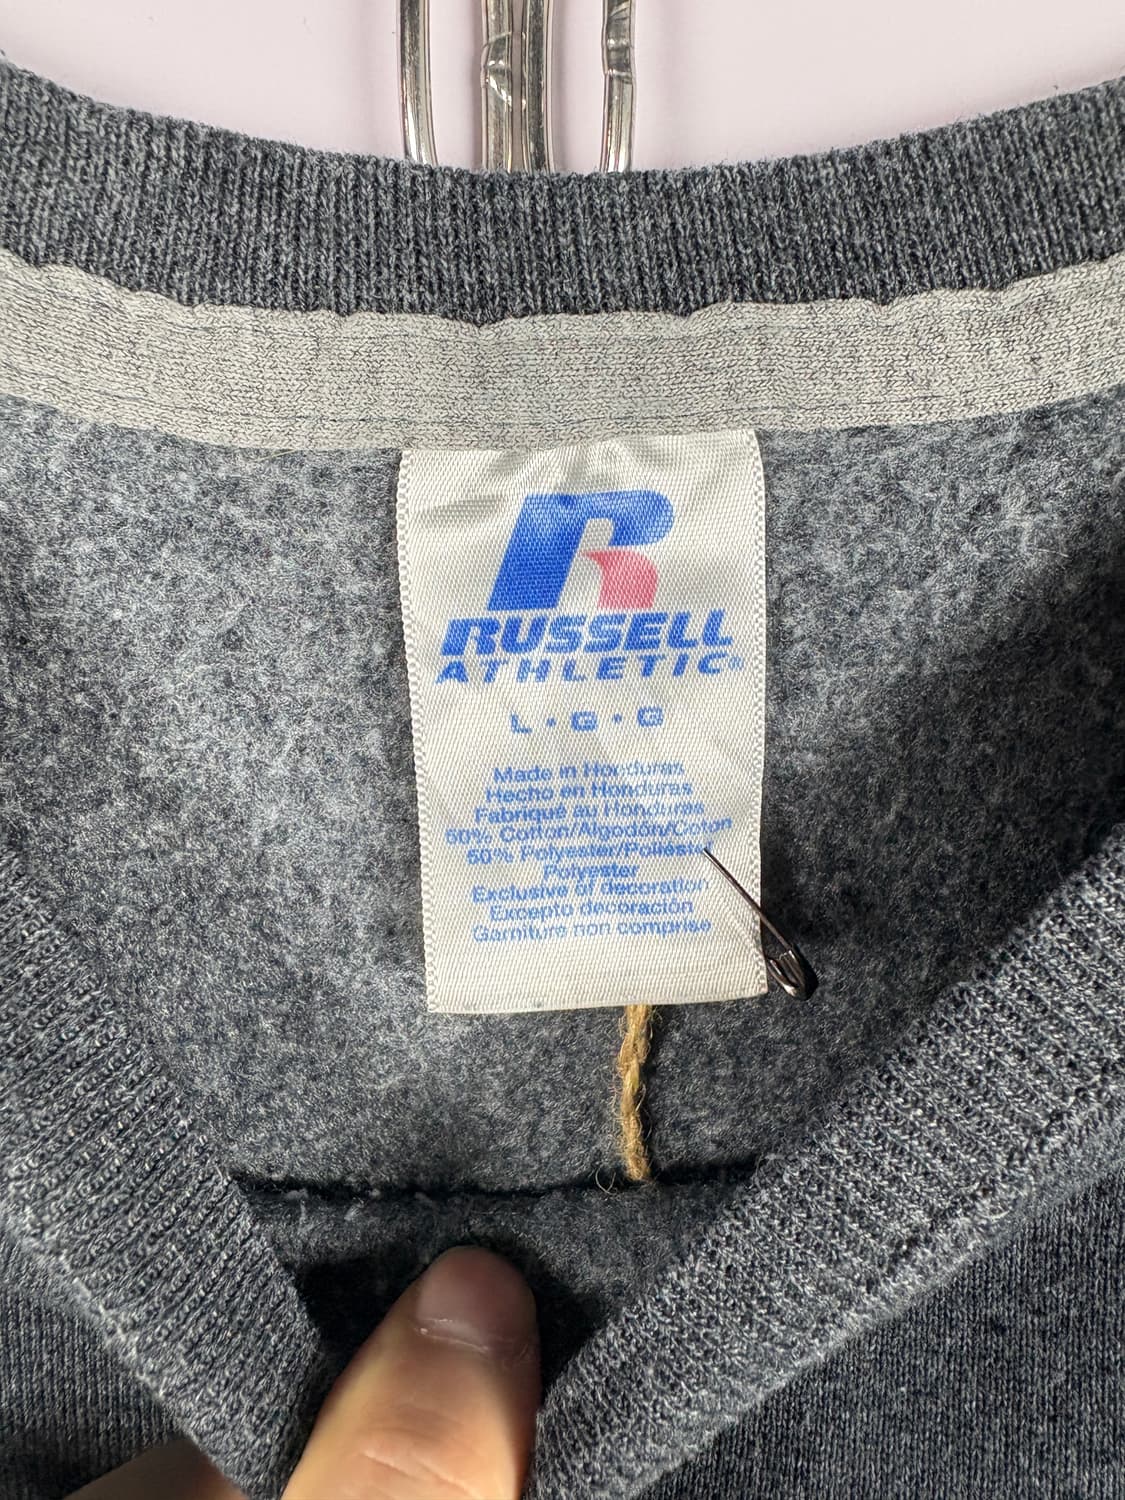 R
RUSSELL
ATHLETIC®
L • G • G
Made in Honduras
Hecho en Honduras
Fabriqué au Honduras
50% Cotton/Algodón/Coton
50% Polyester/Poliéster
Polyester
Exclusive of decoration
Excepto decoración
Garniture non comprise